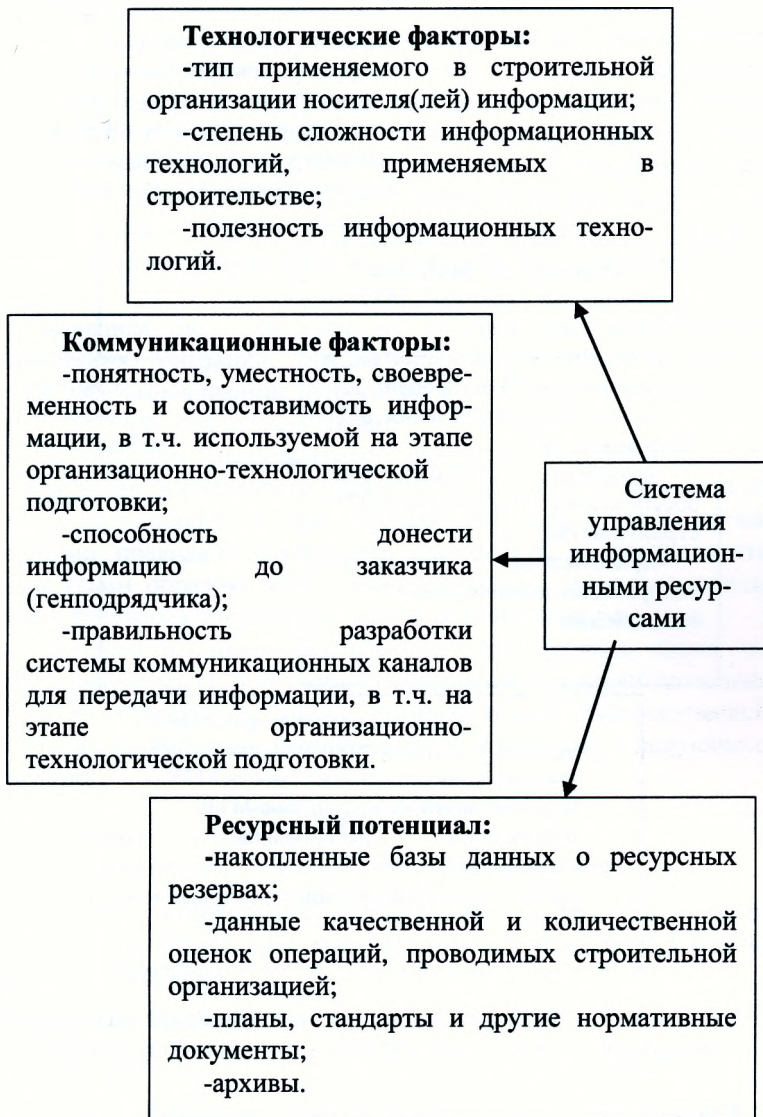 Технологические факторы:
-тип применяемого в строительной
организации носителя(лей) информации;
-степень сложности информационных
технологий, применяемых в
строительстве;
-полезность информационных техно-
логий.
Коммуникационные факторы:
-понятность, уместность, своевре-
менность и сопоставимость инфор-
мации, в т.ч. используемой на этапе
организационно-технологической
подготовки;
-способность донести
информацию до заказчика
(генподрядчика);
-правильность разработки
системы коммуникационных каналов
для передачи информации, в т.ч. на
этапе организационно-
технологической подготовки.
Система
управления
информацион-
ными ресур-
сами
Ресурсный потенциал:
-накопленные базы данных о ресурсных
резервах;
-данные качественной и количественной
оценок операций, проводимых строительной
организацией;
-планы, стандарты и другие нормативные
документы;
-архивы.